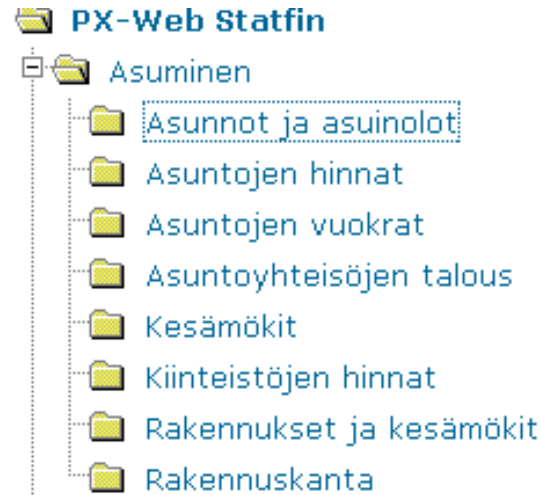 PX-Web Statfin
Asuminen
Asunnot ja asuinolot
Asuntojen hinnat
Asuntojen vuokrat
Asuntoyhteisöjen talous
Kesämökit
Kiinteistöjen hinnat
Rakennukset ja kesämökit
Rakennuskanta